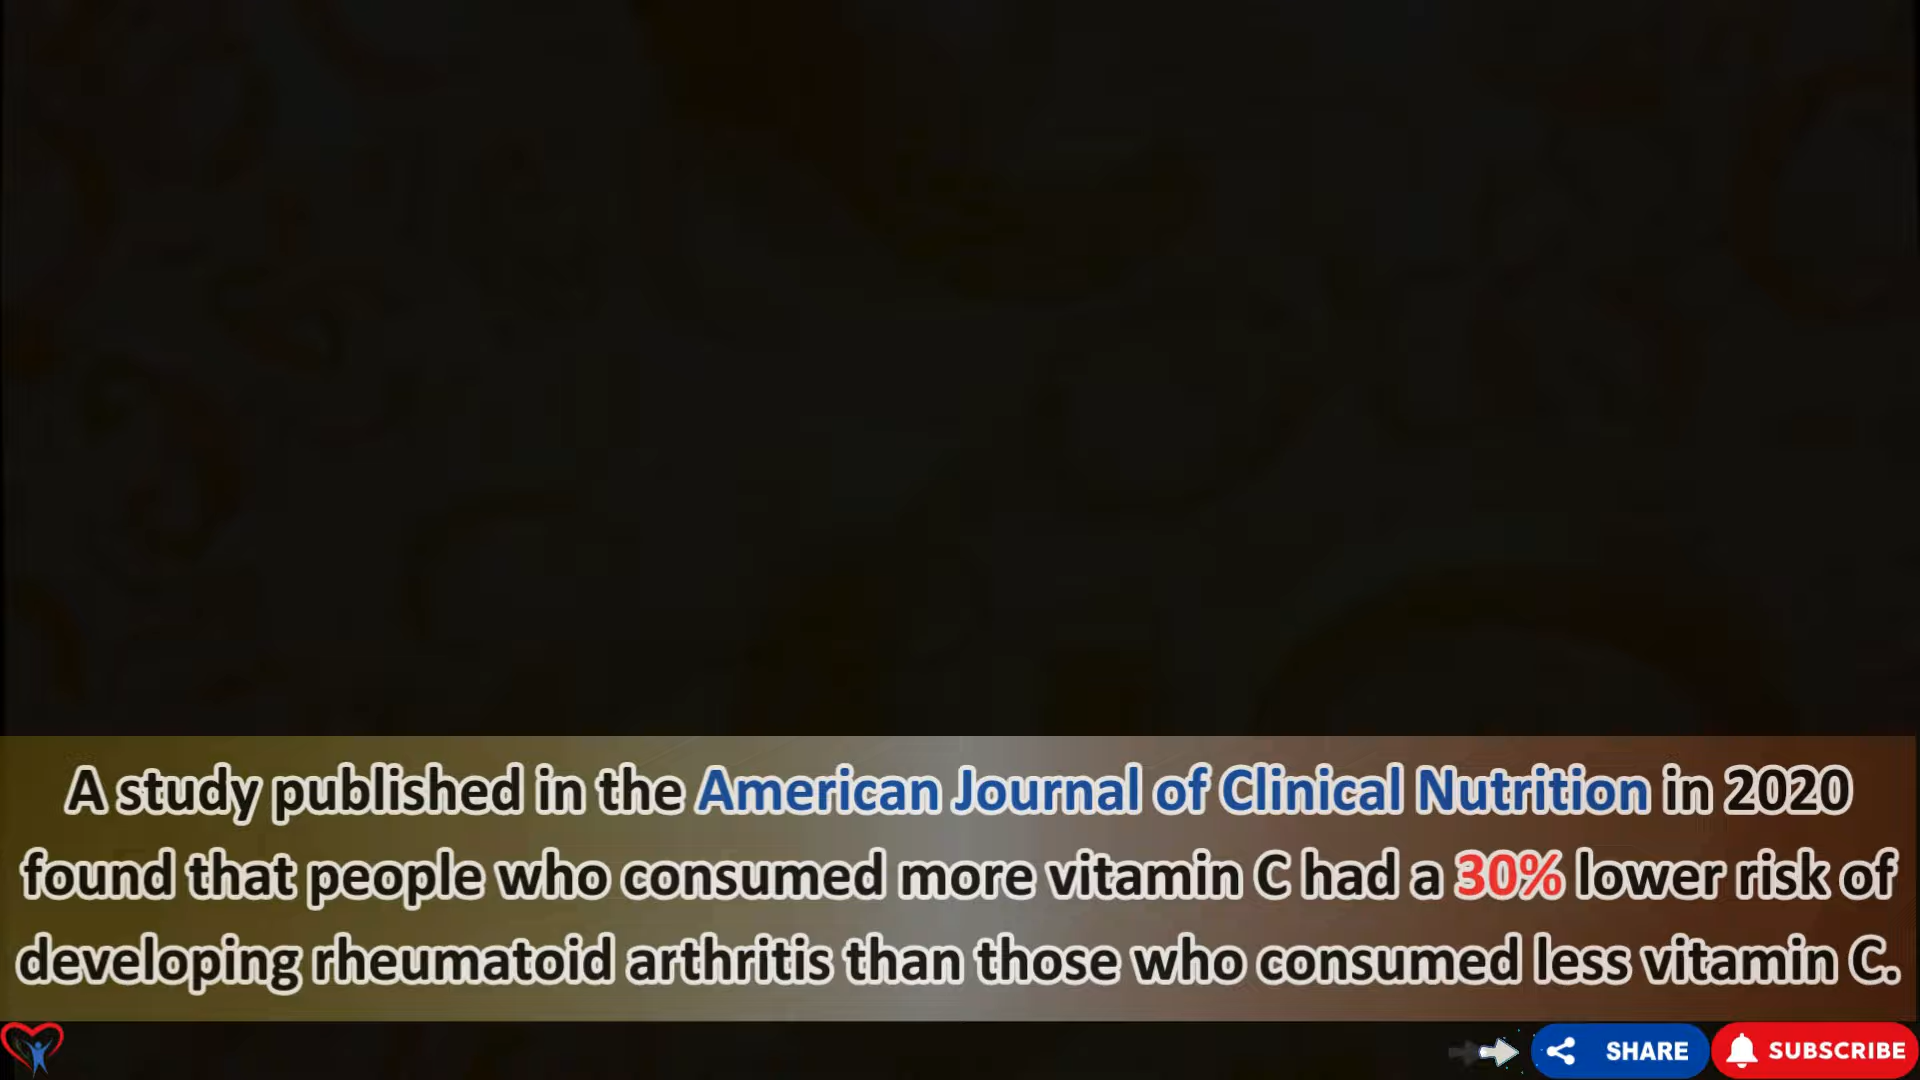 A study published in the American Journal of Clinical Nutrition in 2020
found that people who consumed more vitamin C had a 30% lower risk of
developing rheumatoid arthritis than those who consumed less vitamin C.
SHARE
SUBSCRIBE